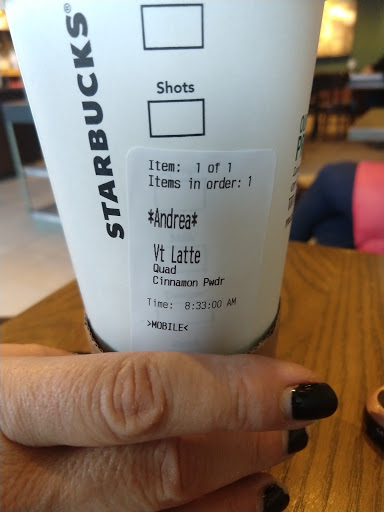 STARBUCKS®
Shots
Item: 1 of 1
Items in order: 1
*Andrea*
Vt Latte
Quad
Cinnamon Pwdr
Time: 8:33:00 AM
>MOBILE<